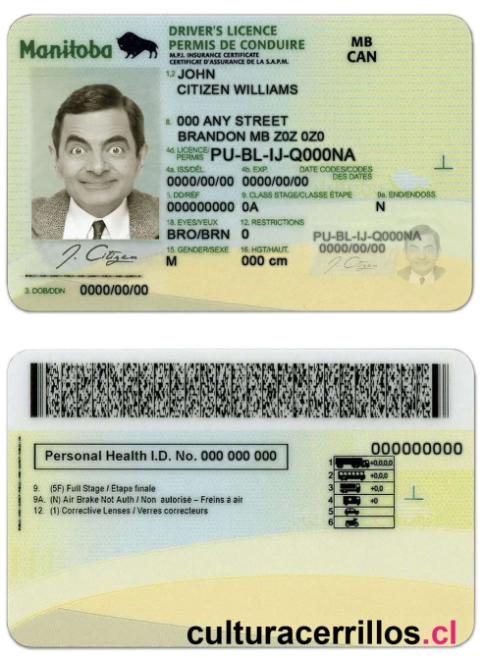 Manitoba
DRIVER'S LICENCE
PERMIS DE CONDUIRE
M.P.I. INSURANCE CERTIFICATE
CERTIFICAT D'ASSURANCE DE LA S.A.P.M.
MB
CAN
1,2 JOHN
CITIZEN WILLIAMS
8. 000 ANY STREET
BRANDON MB Z0Z 0Z0
4d. LICENCE/PERMIS PU-BL-IJ-Q000NA
4a. ISS/DÉL. 4b. EXP. DATE CODES/CODES DES DATES
0000/00/00 0000/00/00
5. DD/RÉF 9. CLASS STAGE/CLASSE ÉTAPE 9a. END/ENDOSS.
000000000 0A N
18. EYES/YEUX 12. RESTRICTIONS
BRO/BRN 0
PU-BL-IJ-Q000NA
15. GENDER/SEXE 16. HGT/HAUT. 0000/00/00
M 000 cm
J. Citizen
J. Citizen
3. DOB/DDN 0000/00/00
Personal Health I.D. No. 000 000 000
000000000
9. (5F) Full Stage / Étape finale
9A. (N) Air Brake Not Auth / Non autorisé – Freins à air
12. (1) Corrective Lenses / Verres correcteurs
1 +0,0,0,0
2 +0,0,0
3 +0,0
4 +0
5
6
culturacerrillos.cl